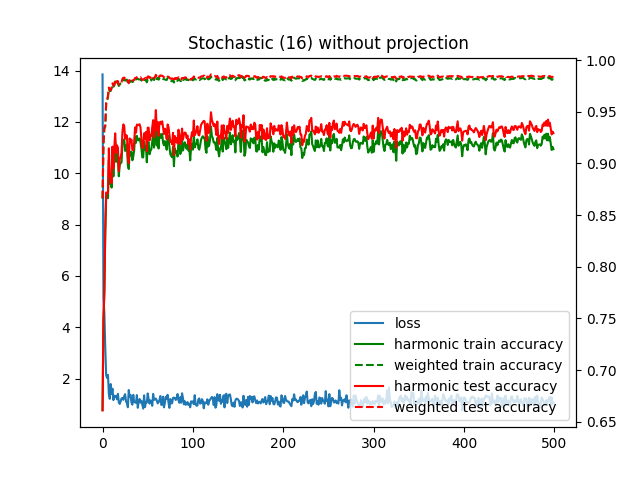 Stochastic (16) without projection
14
12
10
8
6
4
2
1.00
0.95
0.90
0.85
0.80
0.75
0.70
0.65
loss
harmonic train accuracy
weighted train accuracy
harmonic test accuracy
weighted test accuracy
0 100 200 300 400 500